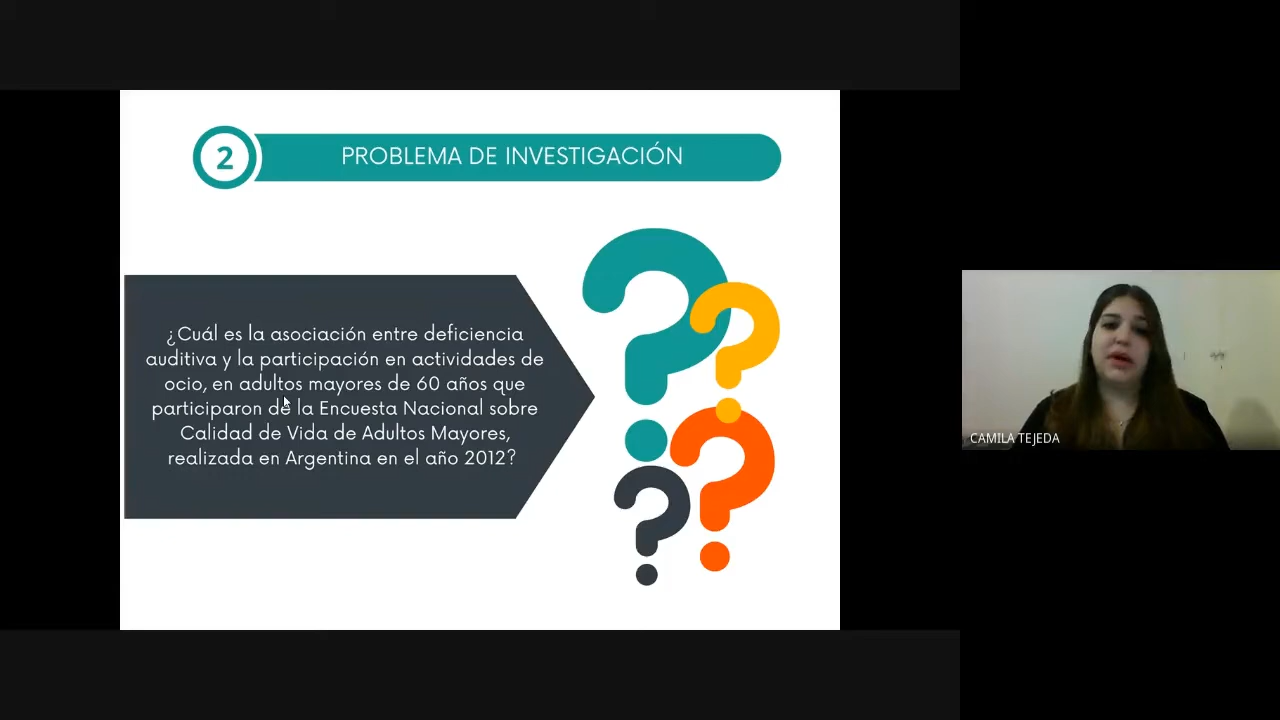 2
PROBLEMA DE INVESTIGACIÓN
¿Cuál es la asociación entre deficiencia
auditiva y la participación en actividades de
ocio, en adultos mayores de 60 años que
participaron de la Encuesta Nacional sobre
Calidad de Vida de Adultos Mayores,
realizada en Argentina en el año 2012?
CAMILA TEJEDA